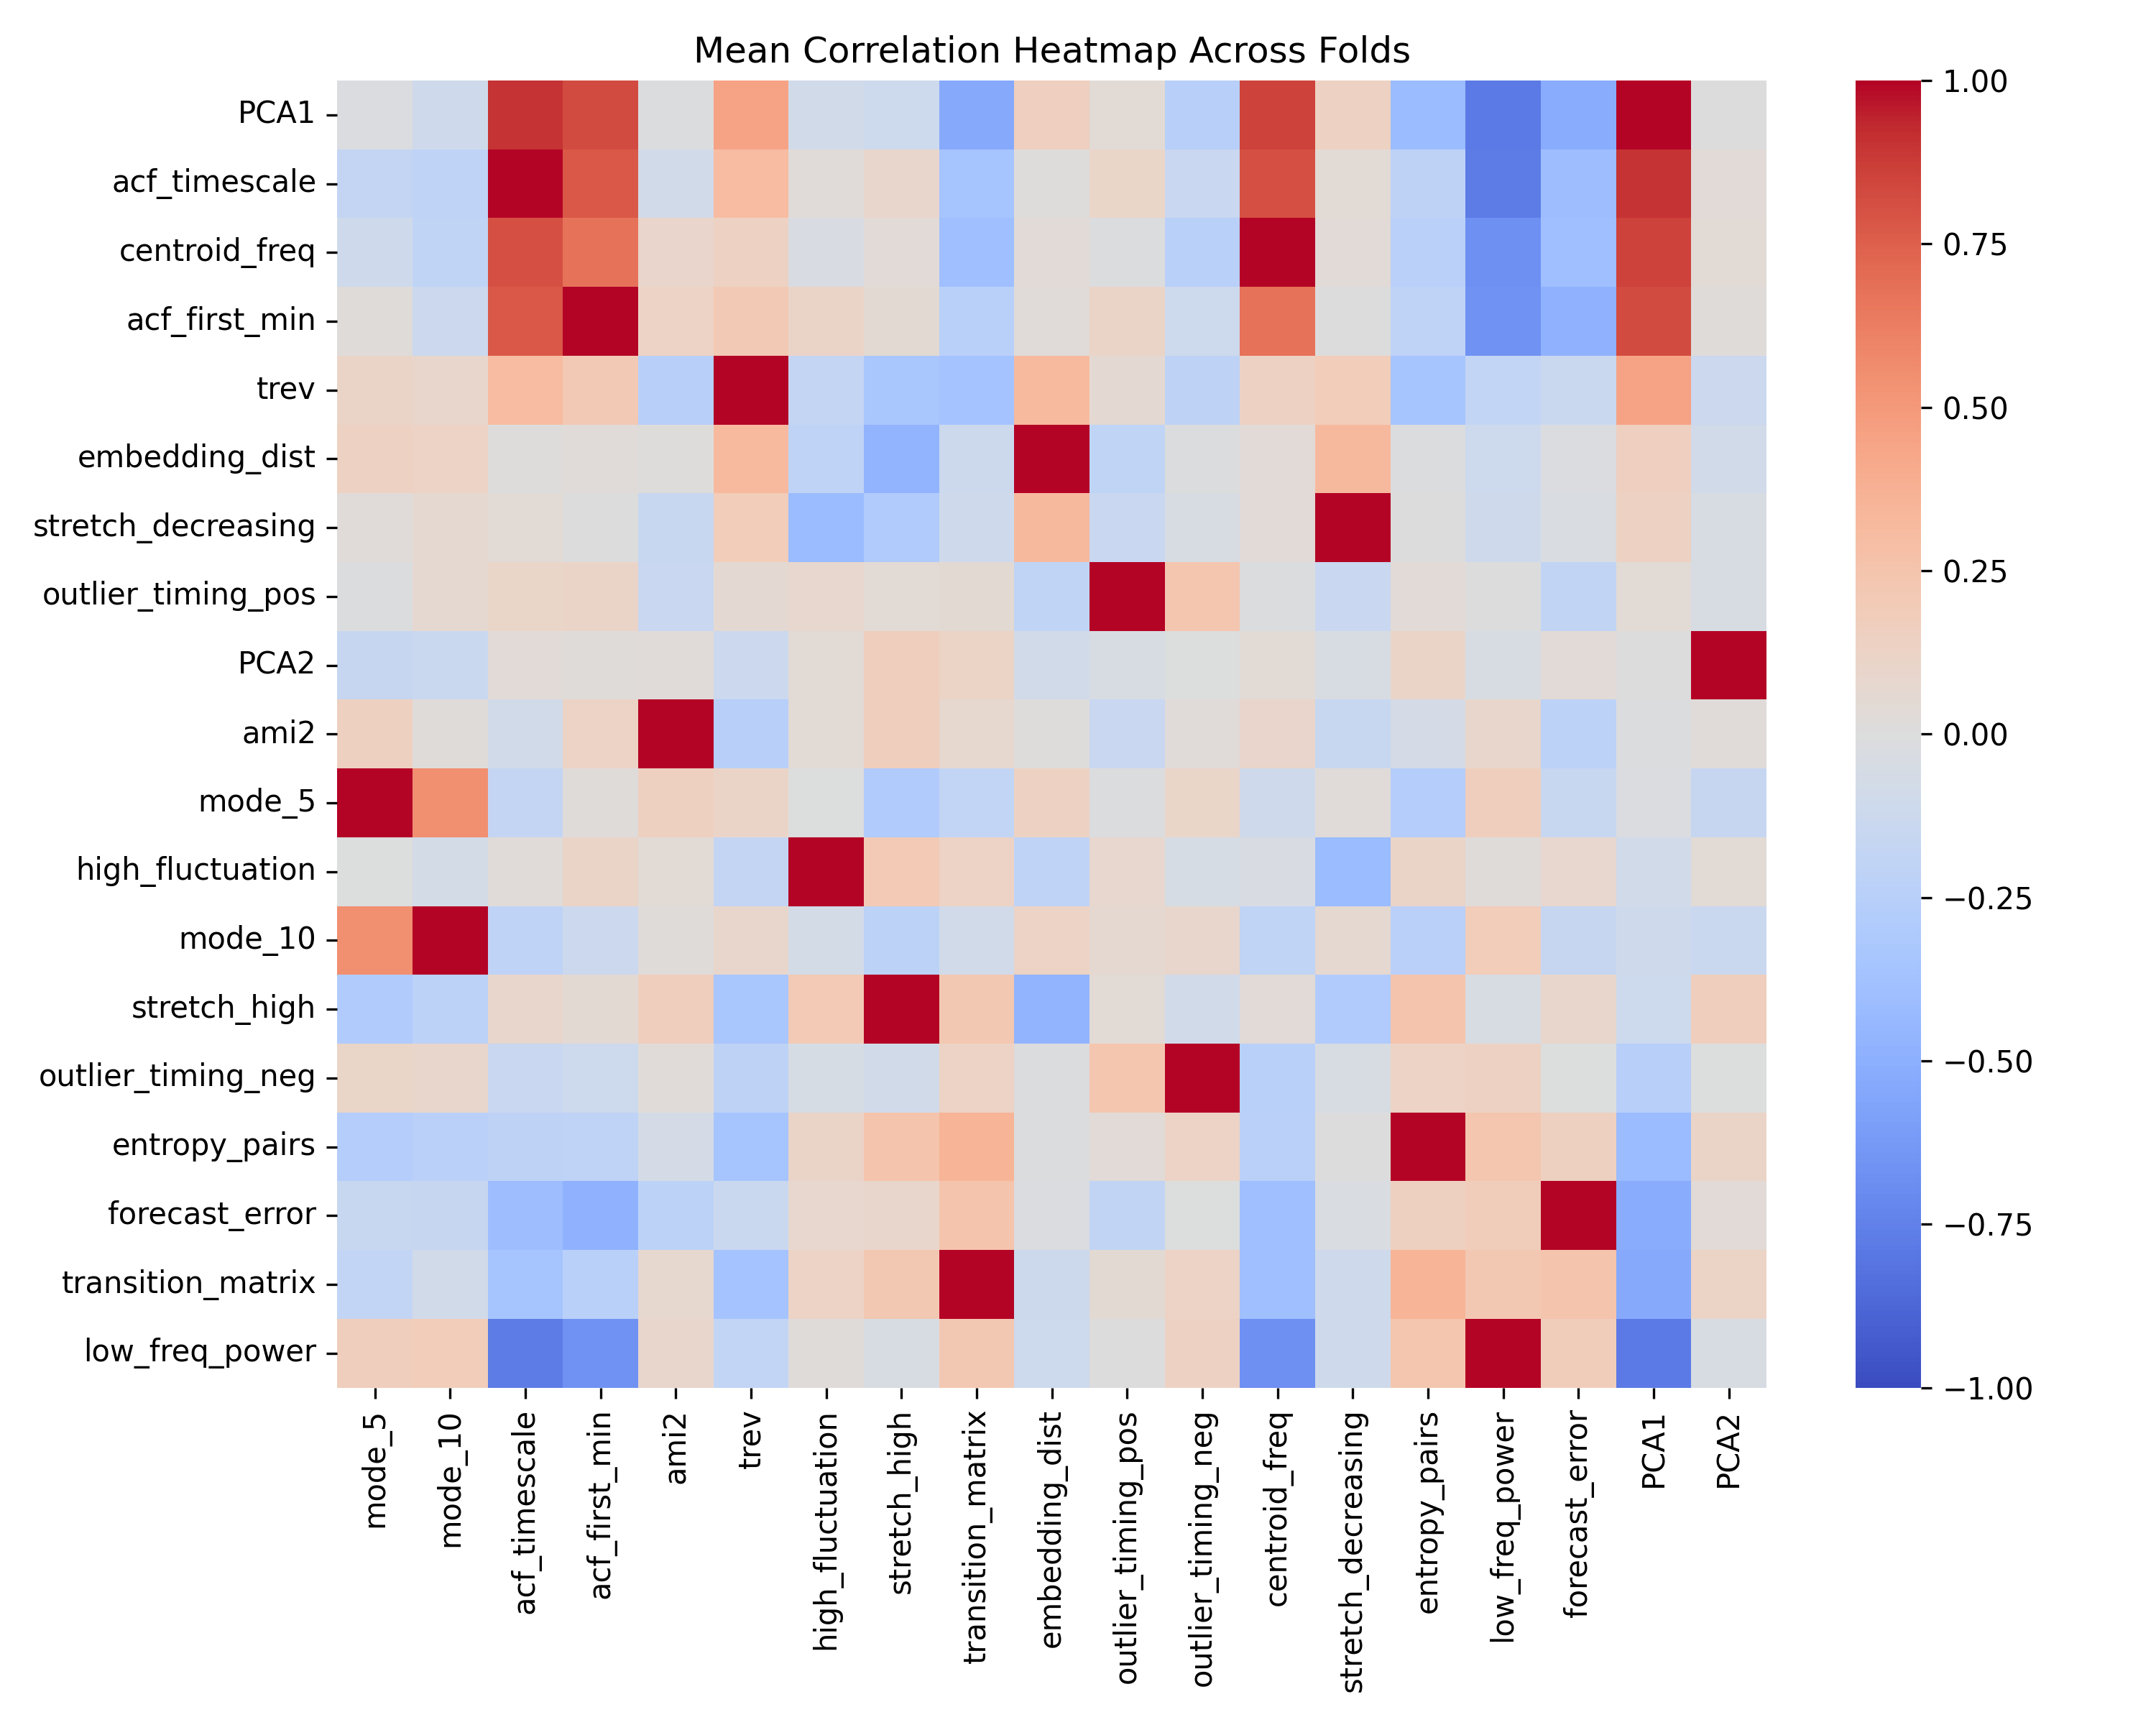 Mean Correlation Heatmap Across Folds
PCA1
acf_timescale
centroid_freq
acf_first_min
trev
embedding_dist
stretch_decreasing
outlier_timing_pos
PCA2
ami2
mode_5
high_fluctuation
mode_10
stretch_high
outlier_timing_neg
entropy_pairs
forecast_error
transition_matrix
low_freq_power
mode_5
mode_10
acf_timescale
acf_first_min
ami2
trev
high_fluctuation
stretch_high
transition_matrix
embedding_dist
outlier_timing_pos
outlier_timing_neg
centroid_freq
stretch_decreasing
entropy_pairs
low_freq_power
forecast_error
PCA1
PCA2
1.00
0.75
0.50
0.25
0.00
−0.25
−0.50
−0.75
−1.00